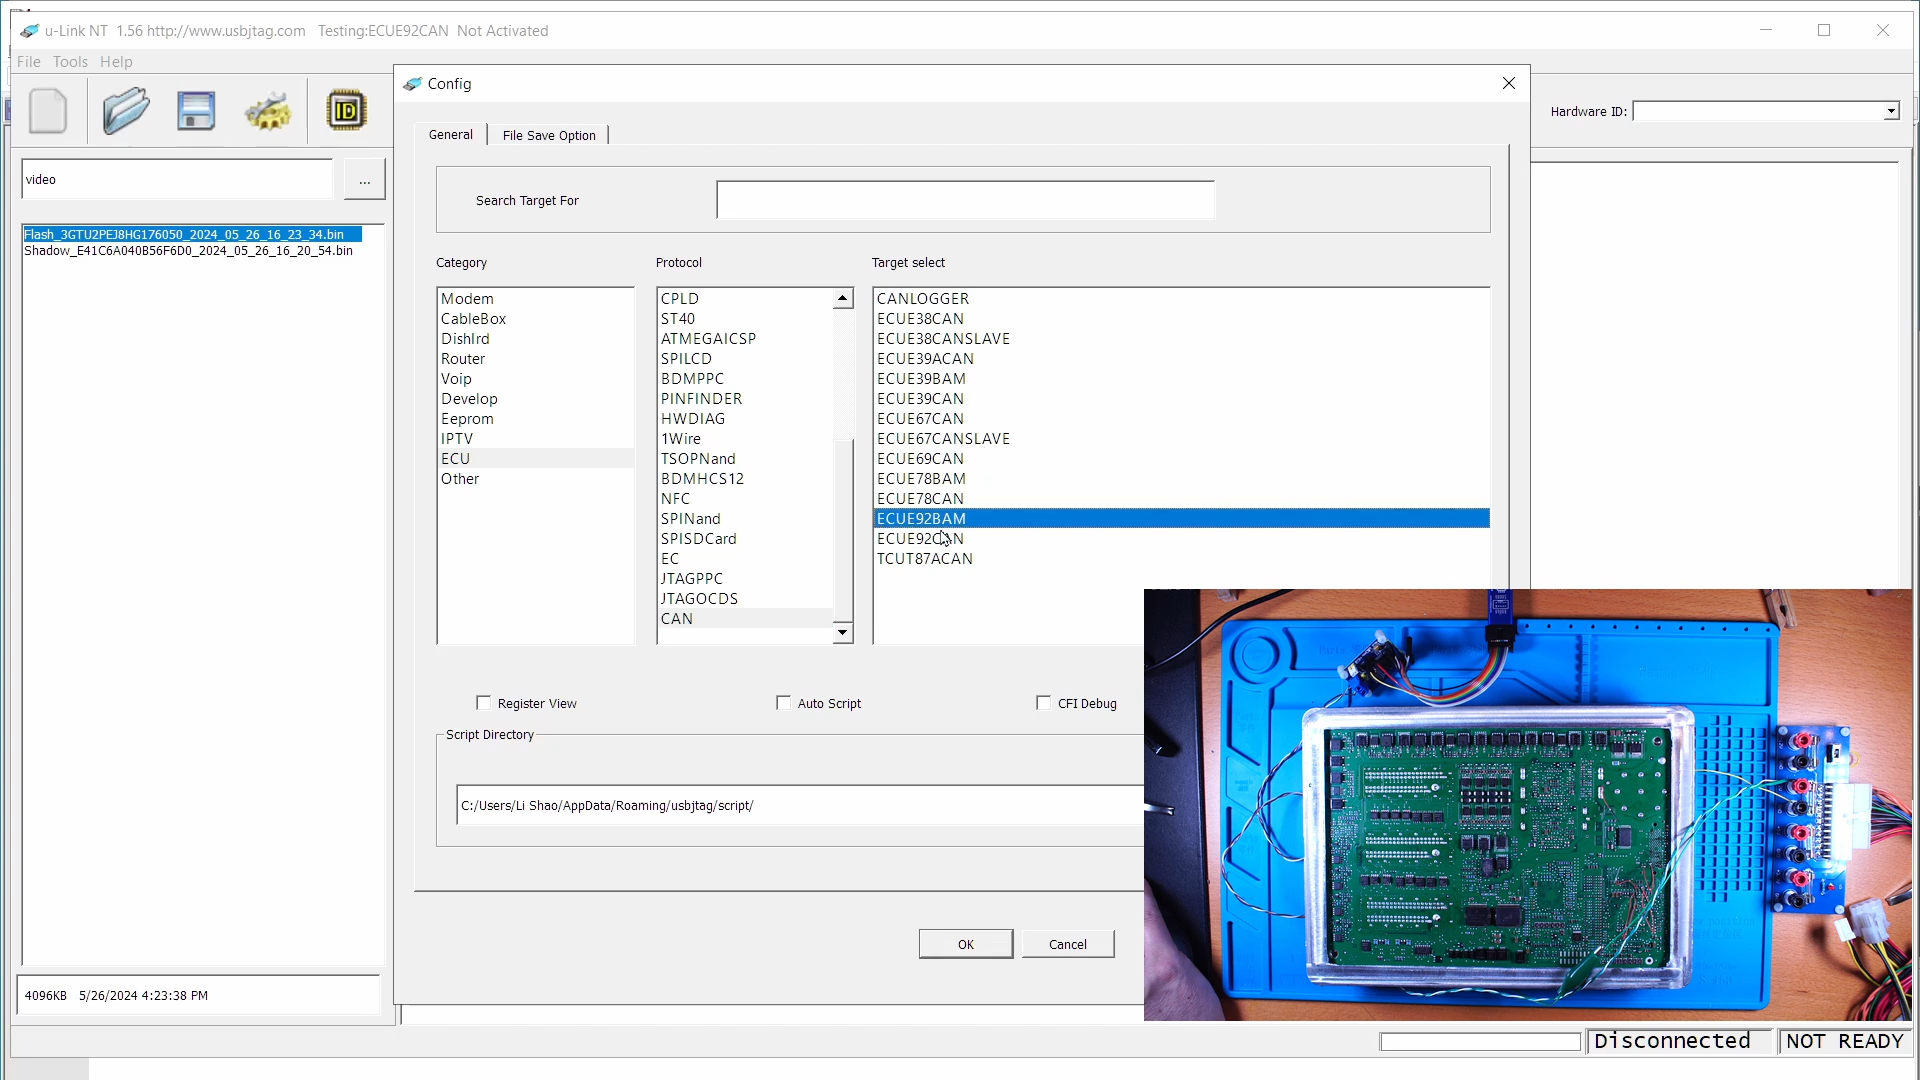 u-Link NT 1.56 http://www.usbjtag.com Testing:ECUE92CAN Not Activated
File Tools Help
Config
ID
Hardware ID:
General
File Save Option
video
...
Search Target For
Flash_3GTU2PEJ8HG176050_2024_05_26_16_23_34.bin
Shadow_E41C6A040B56F6D0_2024_05_26_16_20_54.bin
Category
Modem
CableBox
DishIrd
Router
Voip
Develop
Eeprom
IPTV
ECU
Other
Protocol
CPLD
ST40
ATMEGAICSP
SPILCD
BDMPPC
PINFINDER
HWDIAG
1Wire
TSOPNand
BDMHCS12
NFC
SPINand
SPISDCard
EC
JTAGPPC
JTAGOCDS
CAN
Target select
CANLOGGER
ECUE38CAN
ECUE38CANSLAVE
ECUE39ACAN
ECUE39BAM
ECUE39CAN
ECUE67CAN
ECUE67CANSLAVE
ECUE69CAN
ECUE78BAM
ECUE78CAN
ECUE92BAM
ECUE92CAN
TCUT87ACAN
Register View
Auto Script
CFI Debug
Script Directory
C:/Users/Li Shao/AppData/Roaming/usbjtag/script/
OK
Cancel
4096KB 5/26/2024 4:23:38 PM
Disconnected
NOT READY